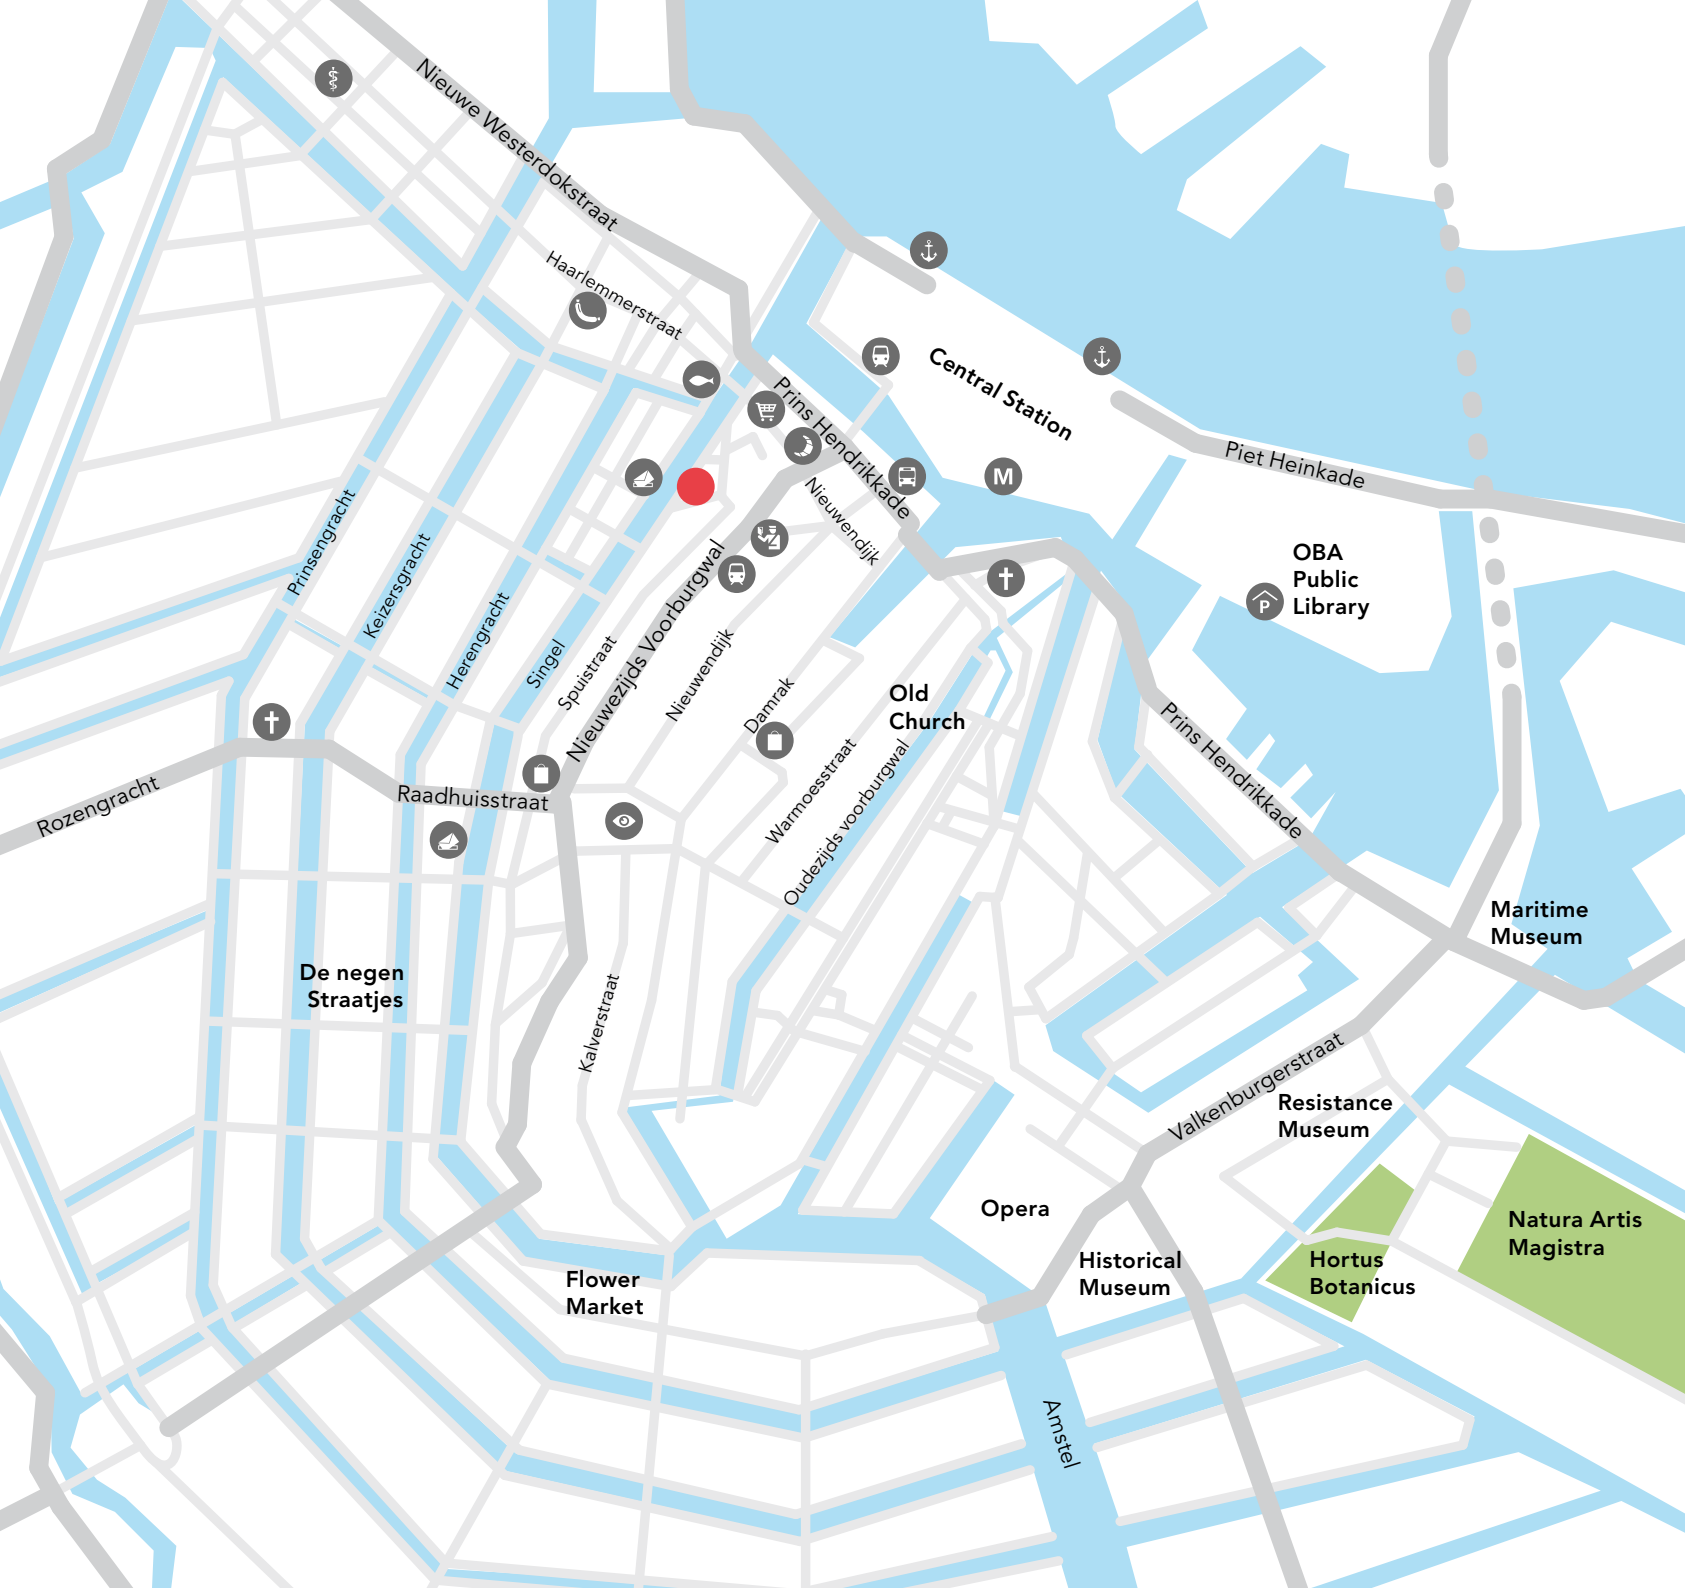 Nieuwe Westerdokstraat
Haarlemmerstraat
Central Station
Prins Hendrikkade
Piet Heinkade
M
Nieuwendijk
Prinsengracht
Keizersgracht
Herengracht
Singel
Spuistraat
Nieuwezijds Voorburgwal
Nieuwendijk
Damrak
Warmoesstraat
Oudezijds voorburgwal
Old
Church
OBA
Public
Library
P
Prins Hendrikkade
Rozengracht
Raadhuisstraat
De negen
Straatjes
Kalverstraat
Maritime
Museum
Valkenburgerstraat
Resistance
Museum
Opera
Historical
Museum
Hortus
Botanicus
Natura Artis
Magistra
Flower
Market
Amstel